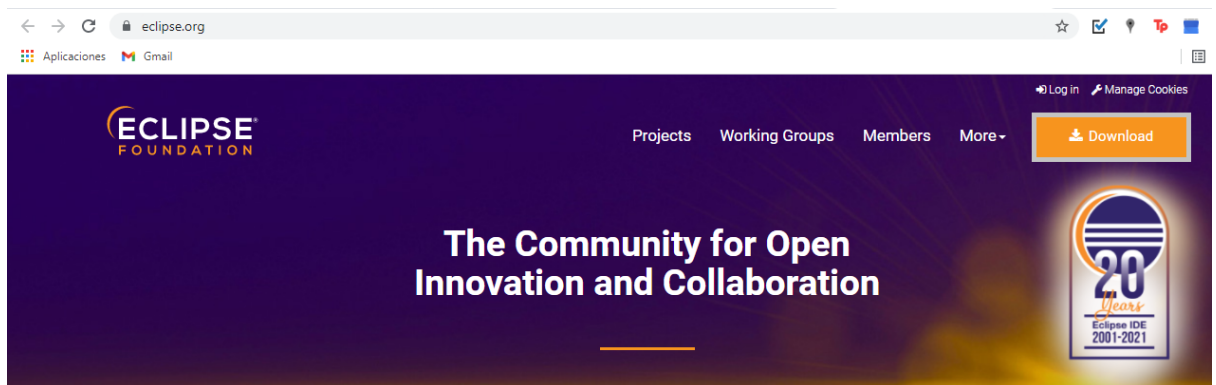 eclipse.org
Aplicaciones Gmail
Log in Manage Cookies
ECLIPSE®
FOUNDATION
Projects Working Groups Members More Download
The Community for Open
Innovation and Collaboration
20
Years
Eclipse IDE
2001-2021
Tp